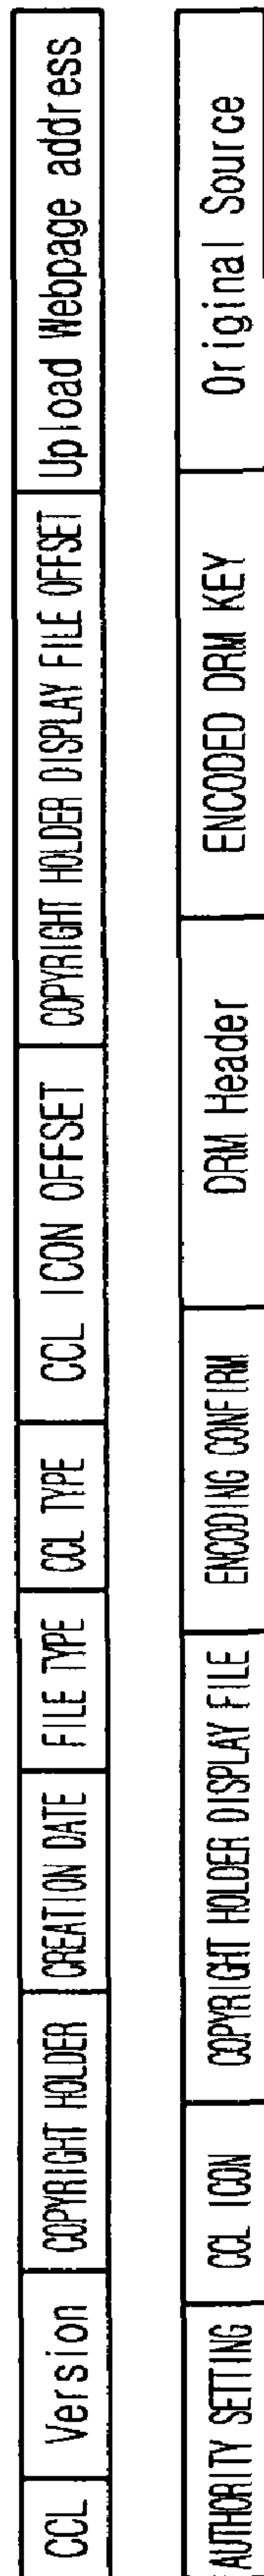 CCL
Version
COPYRIGHT HOLDER
CREATION DATE
FILE TYPE
CCL TYPE
CCL ICON OFFSET
COPYRIGHT HOLDER DISPLAY FILE OFFSET
Upload Webpage address
AUTHORITY SETTING
CCL ICON
COPYRIGHT HOLDER DISPLAY FILE
ENCODING CONFIRM
DRM Header
ENCODED DRM KEY
Original Source